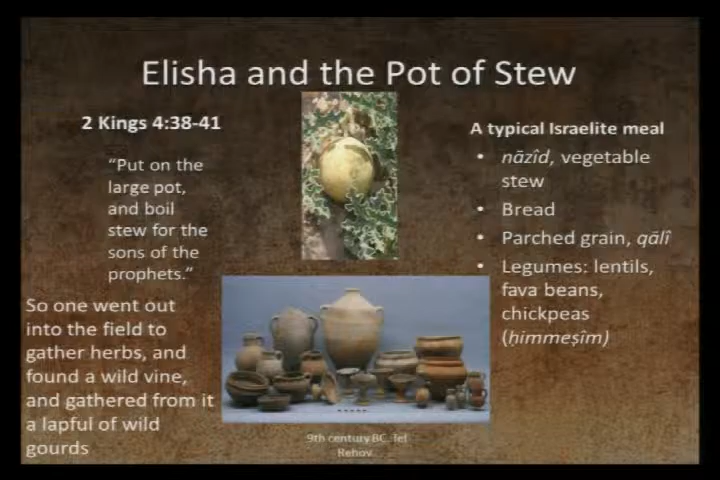 Elisha and the Pot of Stew
2 Kings 4:38-41
“Put on the
large pot,
and boil
stew for the
sons of the
prophets.”
So one went out
into the field to
gather herbs, and
found a wild vine,
and gathered from it
a lapful of wild
gourds
9th century BC, Tel
Rehov
A typical Israelite meal
• nāzîd, vegetable
stew
• Bread
• Parched grain, qālî
• Legumes: lentils,
fava beans,
chickpeas
(ḥimmeṣîm)